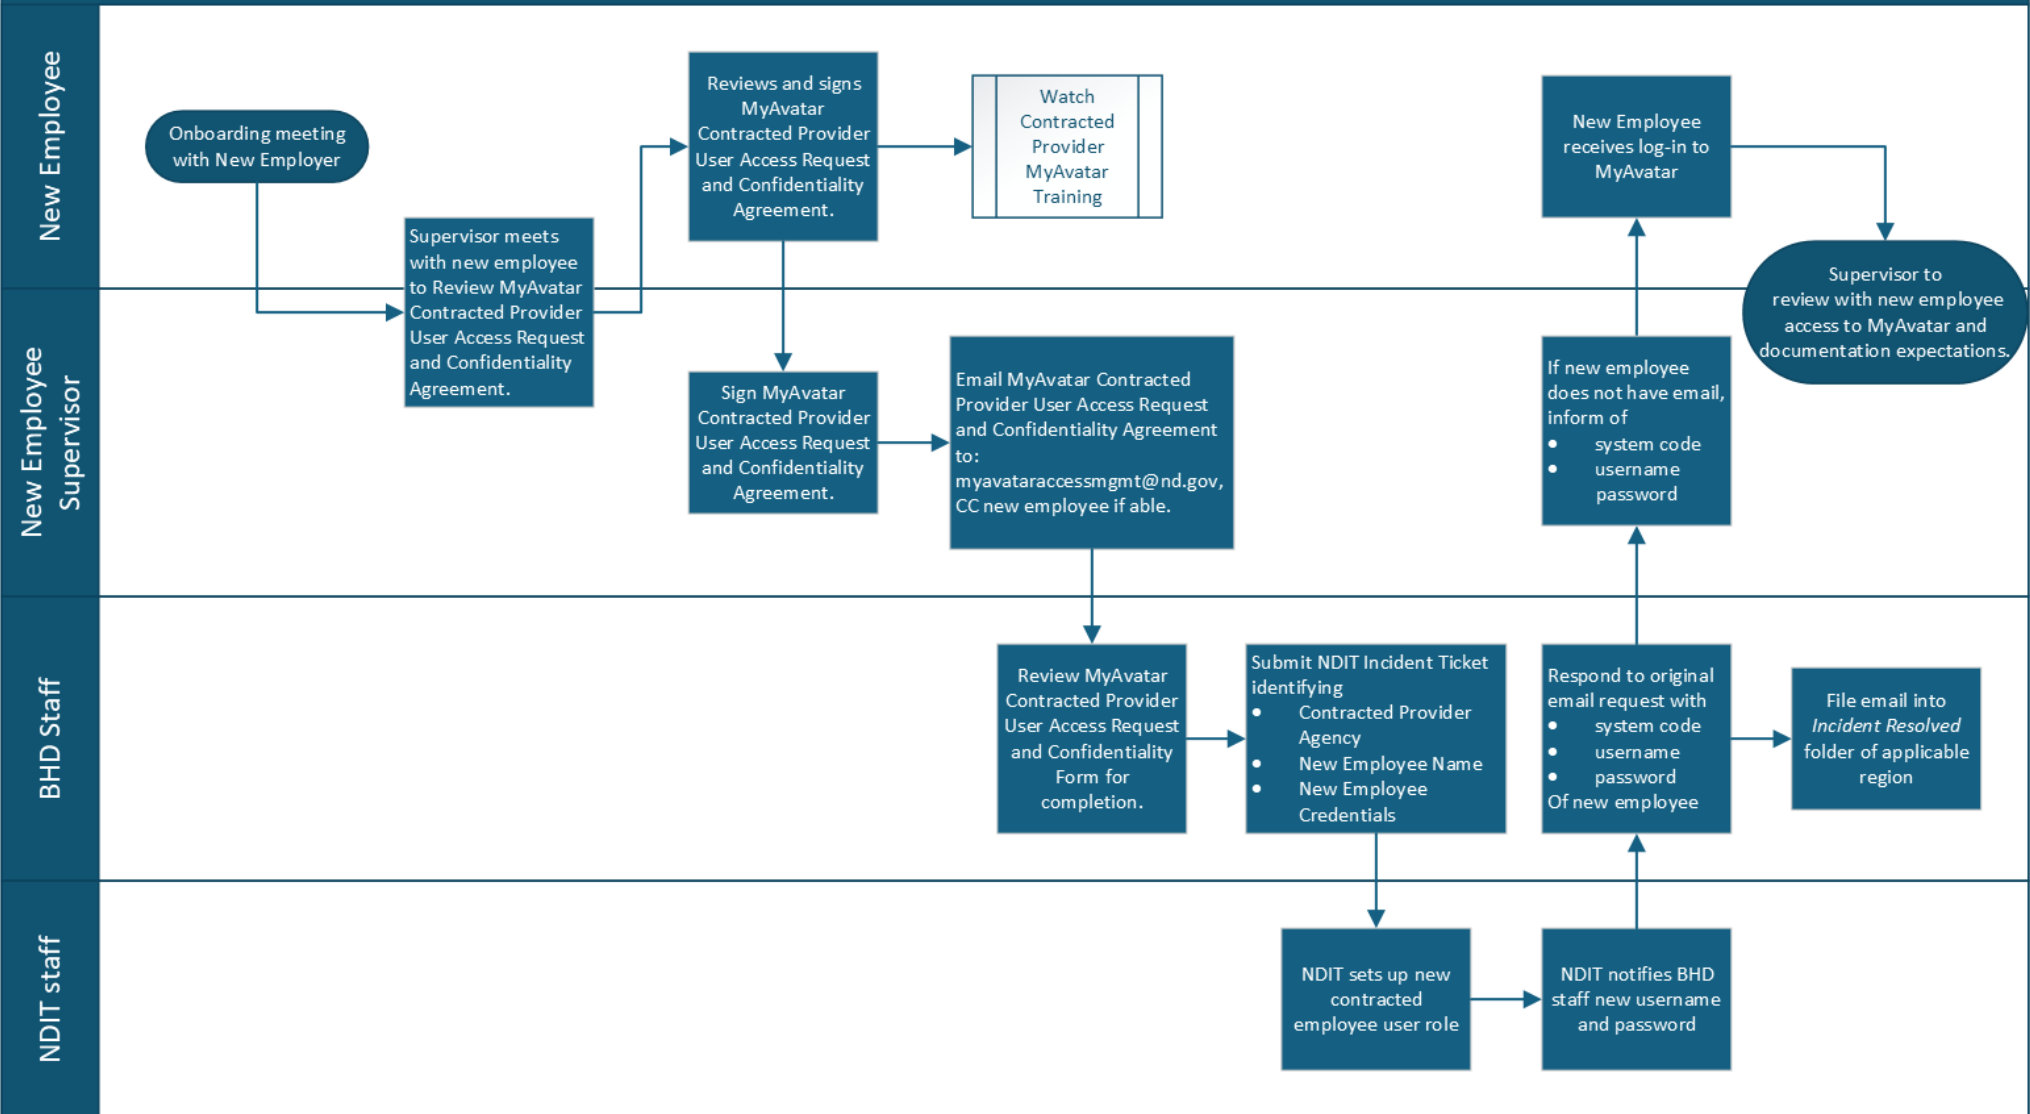 New Employee
Onboarding meeting
with New Employer
Supervisor meets
with new employee
to Review MyAvatar
Contracted Provider
User Access Request
and Confidentiality
Agreement.
Reviews and signs
MyAvatar
Contracted Provider
User Access Request
and Confidentiality
Agreement.
Watch
Contracted
Provider
MyAvatar
Training
New Employee
receives log-in to
MyAvatar
Supervisor to
review with new employee
access to MyAvatar and
documentation expectations.
New Employee
Supervisor
Sign MyAvatar
Contracted Provider
User Access Request
and Confidentiality
Agreement.
Email MyAvatar Contracted
Provider User Access Request
and Confidentiality Agreement
to:
myavataraccessmgmt@nd.gov,
CC new employee if able.
If new employee
does not have email,
inform of
• system code
• username
password
BHD Staff
Review MyAvatar
Contracted Provider
User Access Request
and Confidentiality
Form for
completion.
Submit NDIT Incident Ticket
identifying
• Contracted Provider
Agency
• New Employee Name
• New Employee
Credentials
Respond to original
email request with
• system code
• username
• password
Of new employee
File email into
Incident Resolved
folder of applicable
region
NDIT staff
NDIT sets up new
contracted
employee user role
NDIT notifies BHD
staff new username
and password